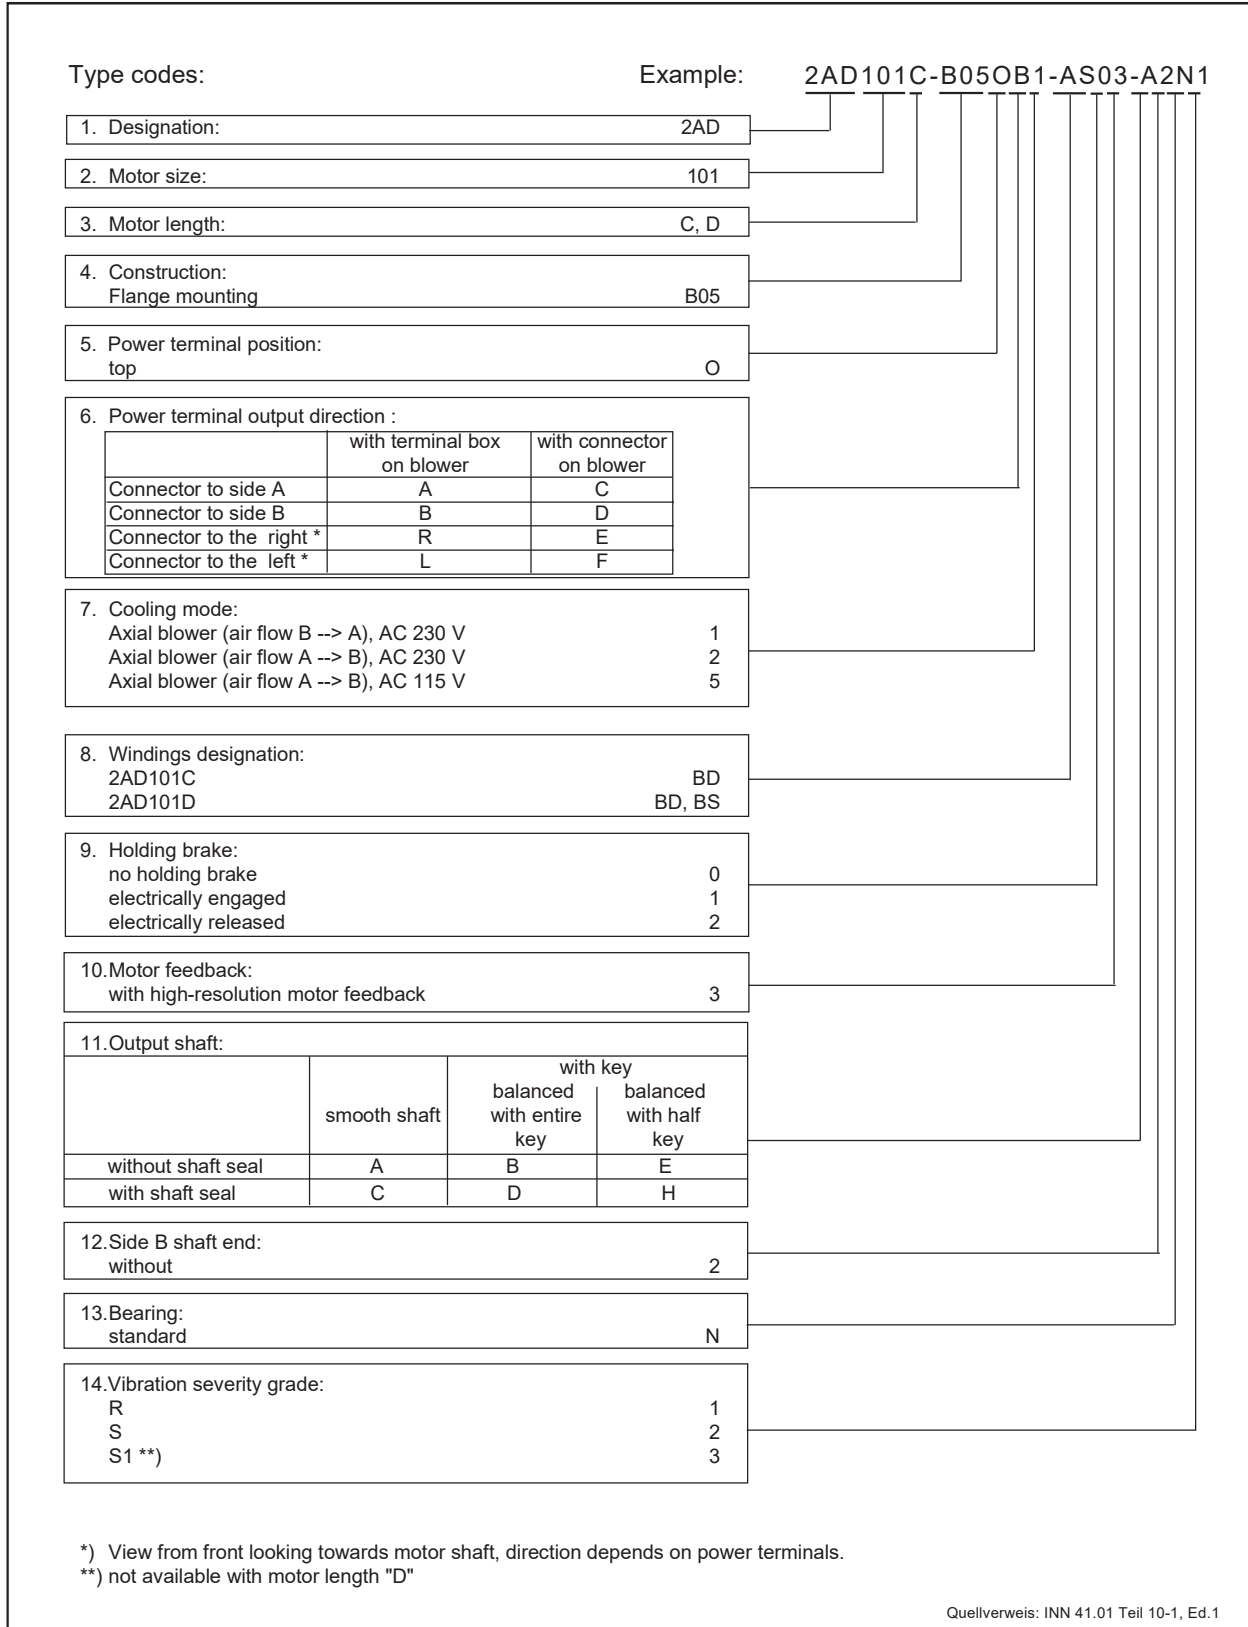 Type codes: Example: 2AD101C-B05OB1-AS03-A2N1
1. Designation: 2AD
2. Motor size: 101
3. Motor length: C, D
4. Construction:
Flange mounting B05
5. Power terminal position:
top O
6. Power terminal output direction :
with terminal box on blower with connector on blower
Connector to side A A C
Connector to side B B D
Connector to the right * R E
Connector to the left * L F
7. Cooling mode:
Axial blower (air flow B --> A), AC 230 V 1
Axial blower (air flow A --> B), AC 230 V 2
Axial blower (air flow A --> B), AC 115 V 5
8. Windings designation:
2AD101C BD
2AD101D BD, BS
9. Holding brake:
no holding brake 0
electrically engaged 1
electrically released 2
10.Motor feedback:
with high-resolution motor feedback 3
11.Output shaft:
with key
smooth shaft balanced with entire key balanced with half key
without shaft seal A B E
with shaft seal C D H
12.Side B shaft end:
without 2
13.Bearing:
standard N
14.Vibration severity grade:
R 1
S 2
S1 **) 3
*) View from front looking towards motor shaft, direction depends on power terminals.
**) not available with motor length "D"
Quellverweis: INN 41.01 Teil 10-1, Ed.1